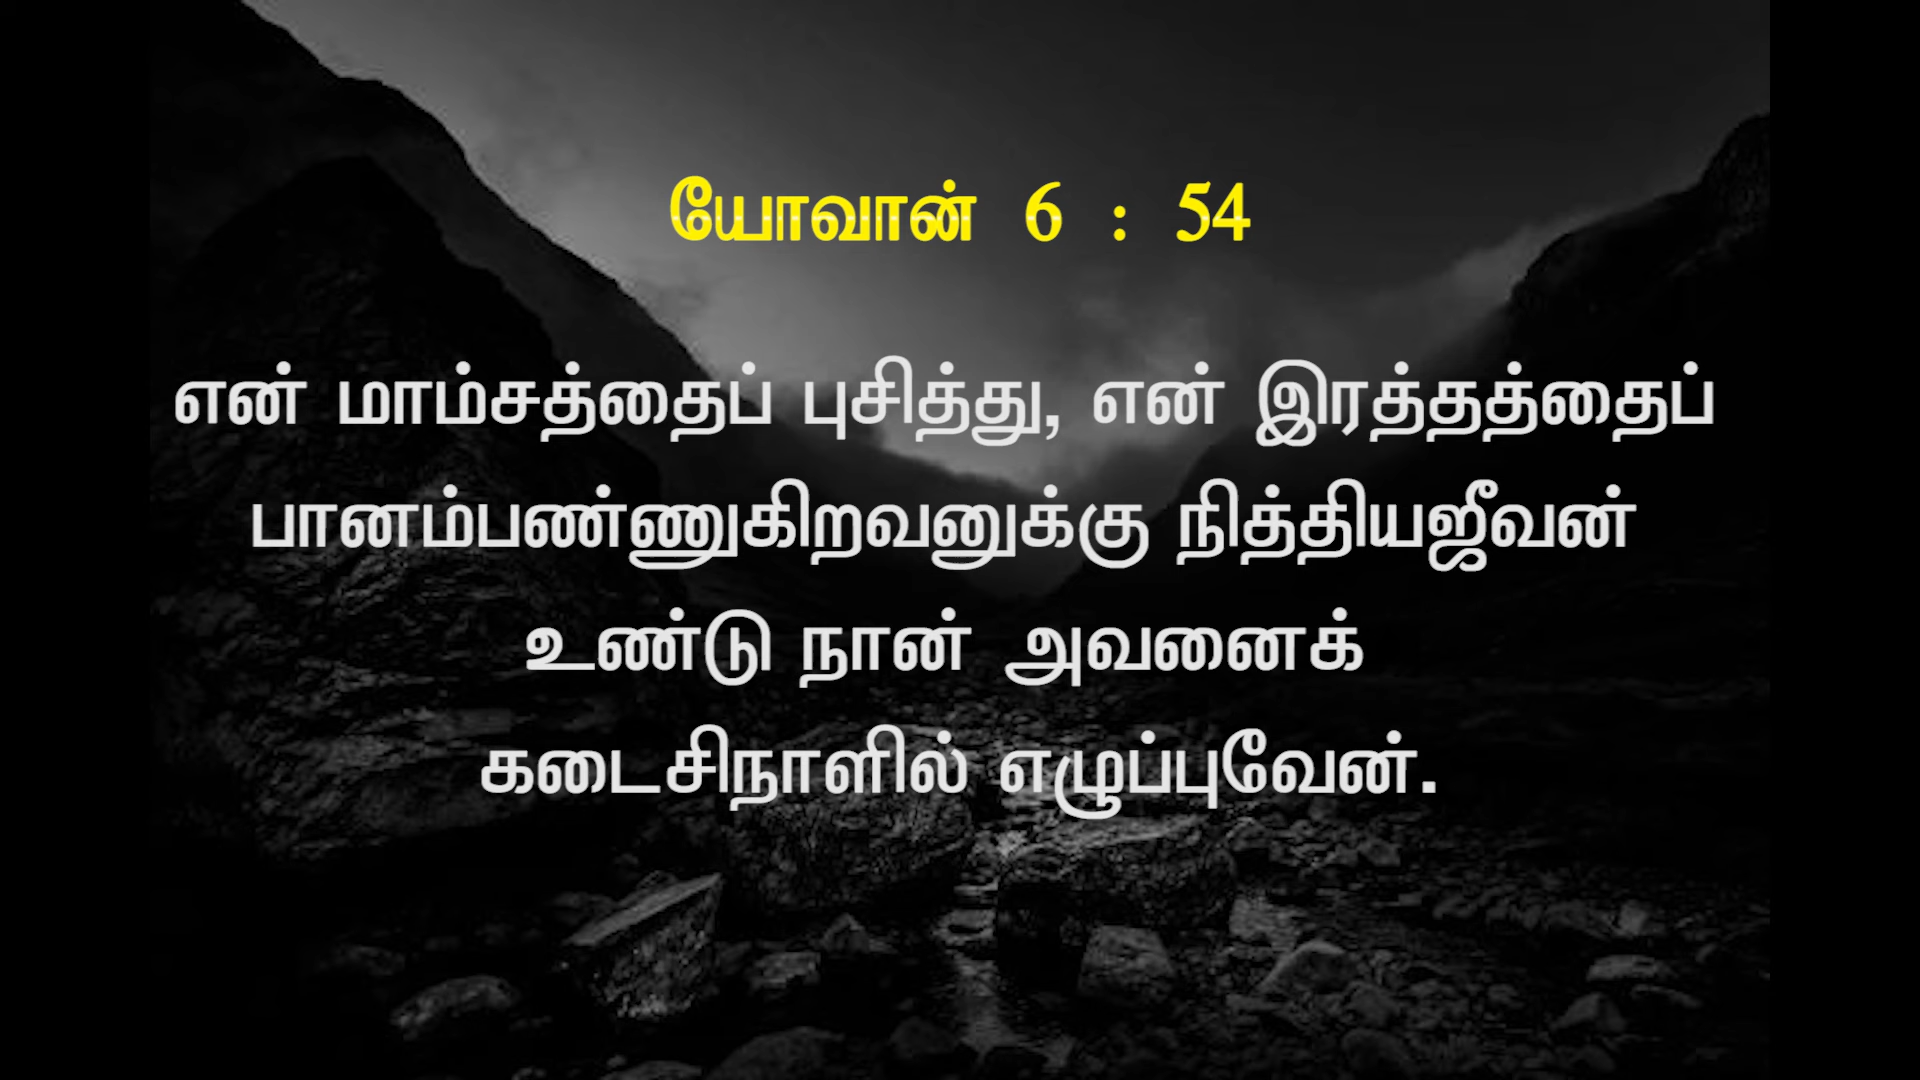 யோவான் 6 : 54
என் மாம்சத்தைப் புசித்து, என் இரத்தத்தைப்
பானம்பண்ணுகிறவனுக்கு நித்தியஜீவன்
உண்டு நான் அவனைக்
கடைசிநாளில் எழுப்புவேன்.